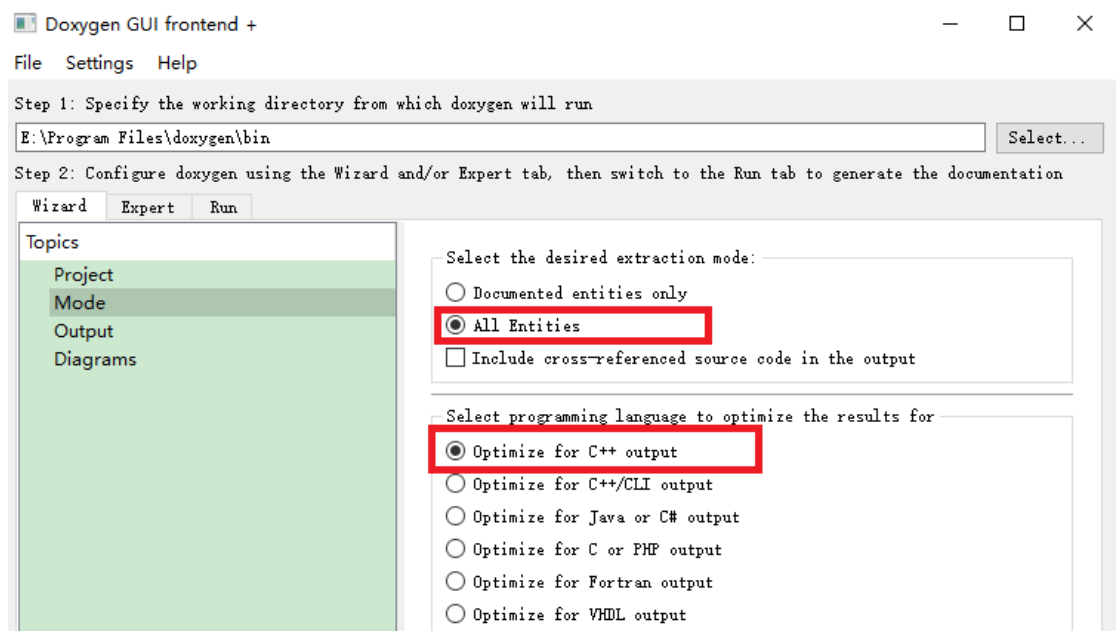 Doxygen GUI frontend +
File Settings Help
Step 1: Specify the working directory from which doxygen will run
E:\Program Files\doxygen\bin Select...
Step 2: Configure doxygen using the Wizard and/or Expert tab, then switch to the Run tab to generate the documentation
Wizard Expert Run
Topics
Project
Mode
Output
Diagrams
Select the desired extraction mode:
Documented entities only
All Entities
Include cross-referenced source code in the output
Select programming language to optimize the results for
Optimize for C++ output
Optimize for C++/CLI output
Optimize for Java or C# output
Optimize for C or PHP output
Optimize for Fortran output
Optimize for VHDL output